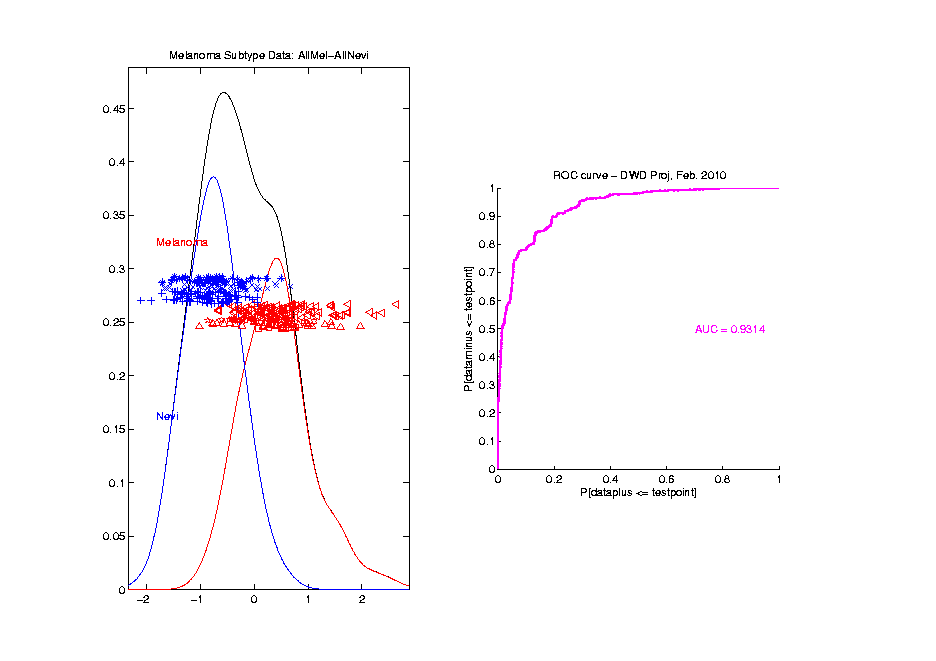 Melanoma Subtype Data: AllMel-AllNevi
0.45
0.4
0.35
Melanoma
0.3
0.25
0.2
Nevi
0.15
0.1
0.05
0
-2 -1 0 1 2
ROC curve - DWD Proj, Feb. 2010
1
0.9
0.8
0.7
0.6
0.5
0.4
0.3
0.2
0.1
0
P[dataminus <= testpoint]
AUC = 0.9314
0 0.2 0.4 0.6 0.8 1
P[dataplus <= testpoint]